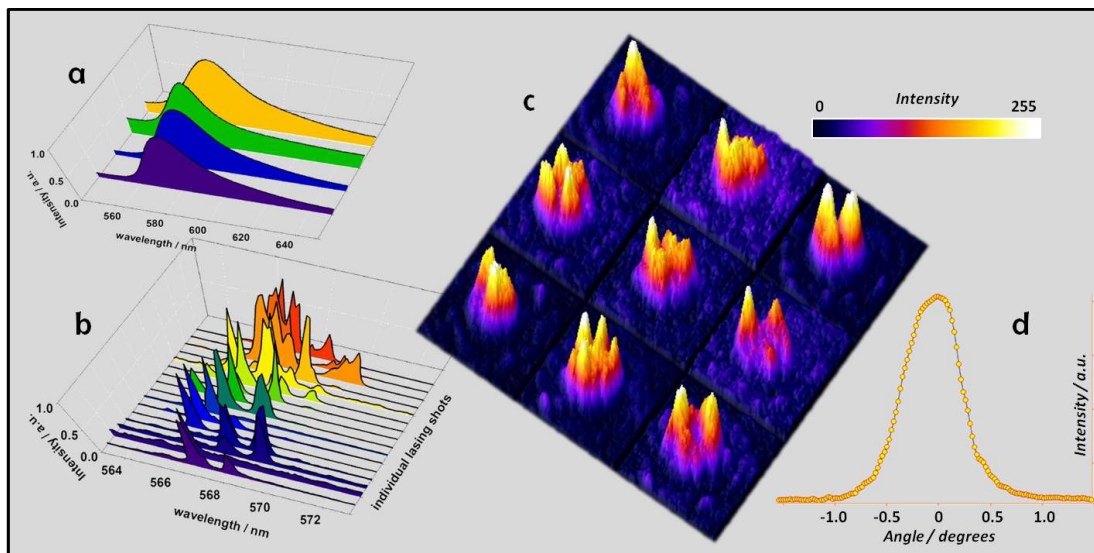 a
1.0
0.5
0.0
Intensity / a.u.
560
580
600
620
640
wavelength / nm
b
1.0
0.5
0.0
Intensity / a.u.
564
566
568
570
572
wavelength / nm
individual lasing shots
c
0 Intensity 255
d
Intensity / a.u.
-1.0 -0.5 0 0.5 1.0
Angle / degrees